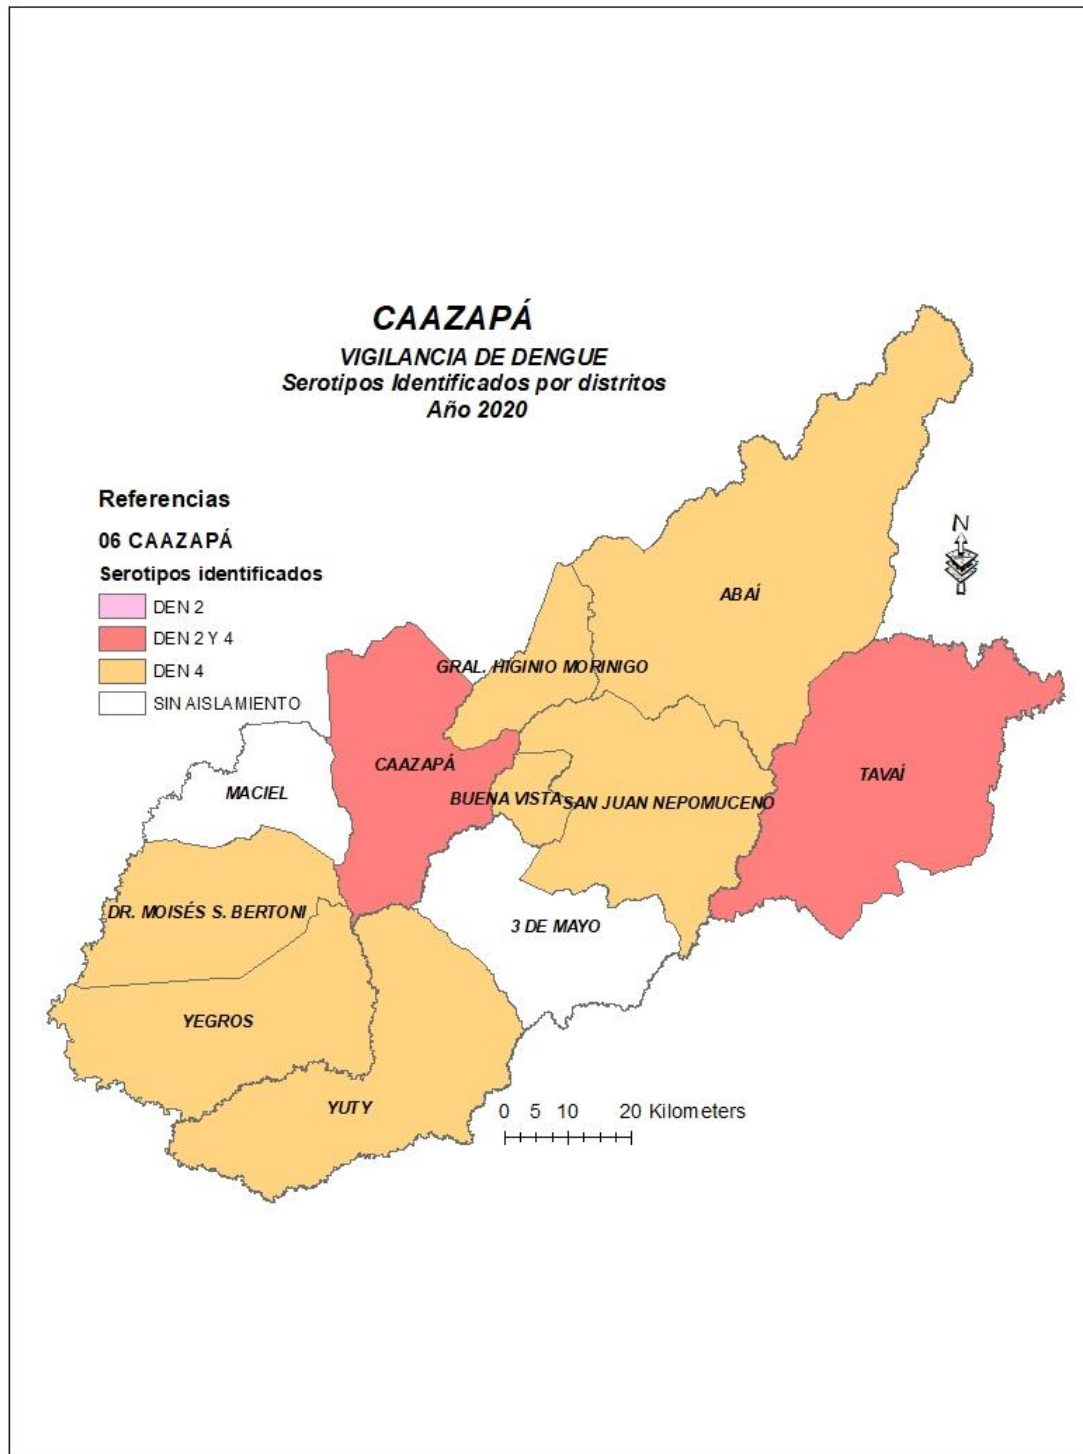 CAAZAPÁ
VIGILANCIA DE DENGUE
Serotipos Identificados por distritos
Año 2020
Referencias
06 CAAZAPÁ
Serotipos identificados
DEN 2
DEN 2 Y 4
DEN 4
SIN AISLAMIENTO
N
ABAÍ
GRAL. HIGINIO MORINIGO
CAAZAPÁ
TAVAÍ
MACIEL
BUENA VISTA
SAN JUAN NEPOMUCENO
DR. MOISÉS S. BERTONI
3 DE MAYO
YEGROS
YUTY
0 5 10 20 Kilometers